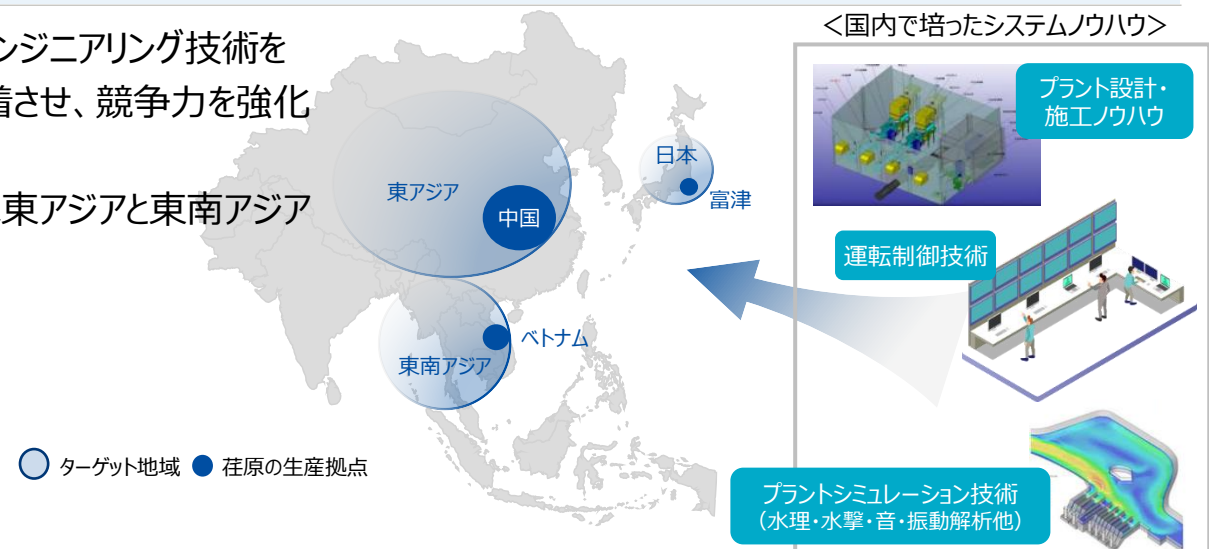 ンジニアリング技術を
着させ、競争力を強化
東アジアと東南アジア
＜国内で培ったシステムノウハウ＞
プラント設計・
施工ノウハウ
日本
富津
東アジア
中国
運転制御技術
ベトナム
東南アジア
ターゲット地域
荏原の生産拠点
プラントシミュレーション技術
（水理・水撃・音・振動解析他）